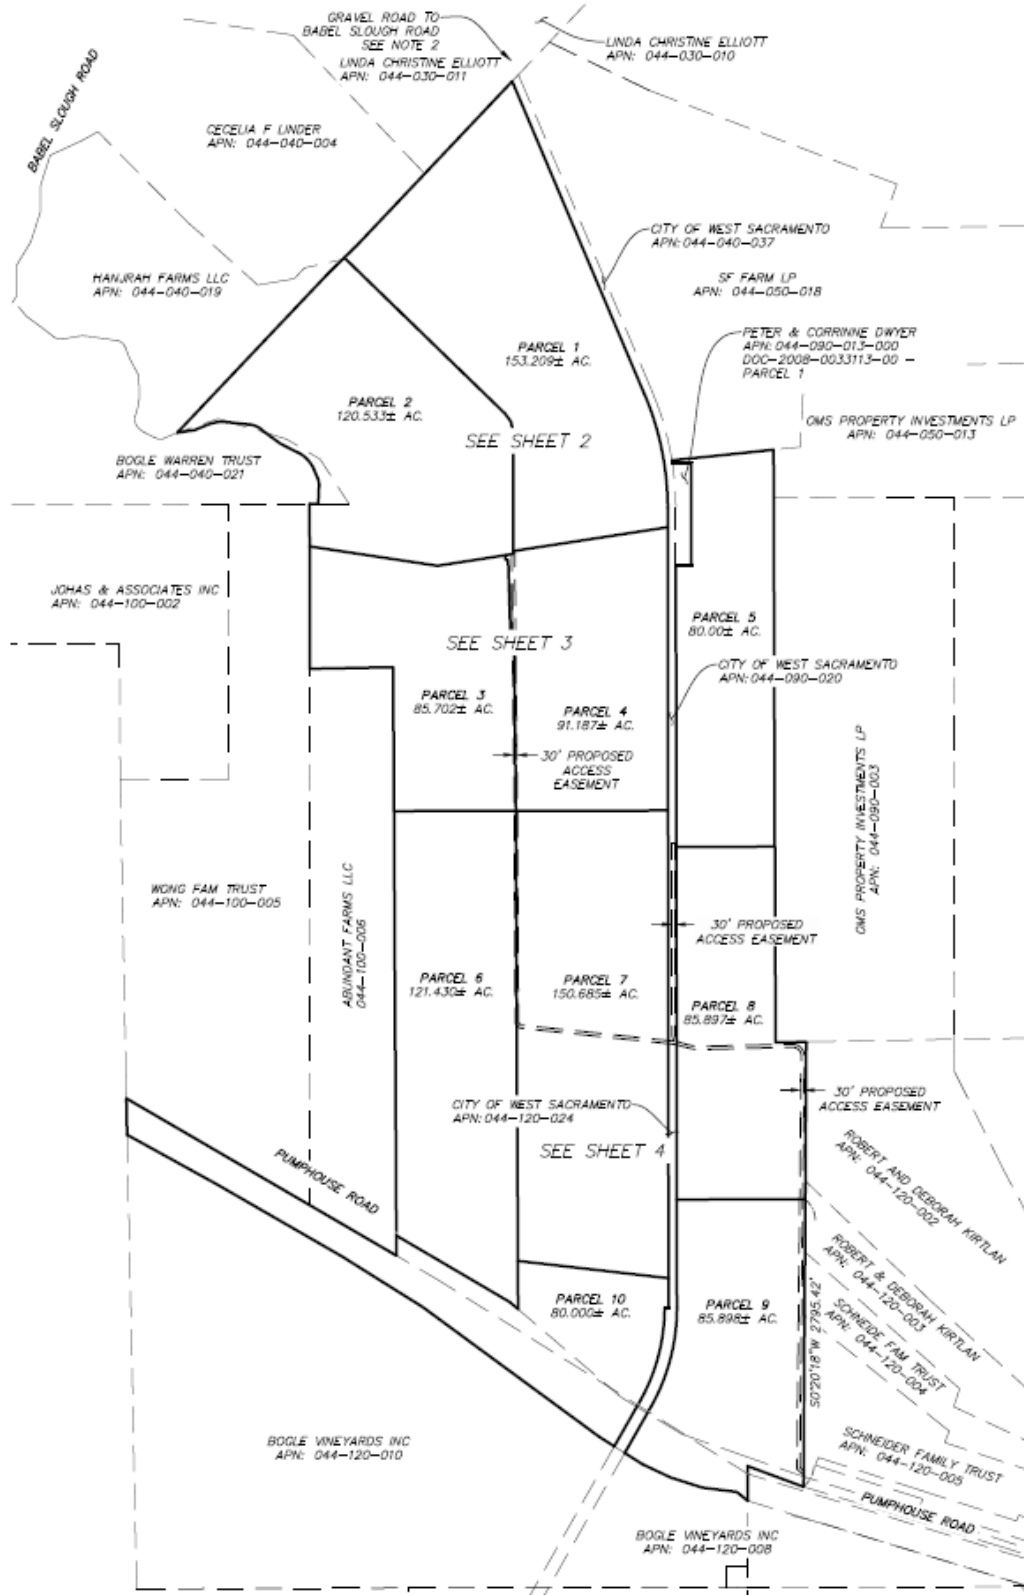 GRAVEL ROAD TO
BABEL SLOUGH ROAD
SEE NOTE 2
LINDA CHRISTINE ELLIOTT
APN: 044-030-011
LINDA CHRISTINE ELLIOTT
APN: 044-030-010
BABEL SLOUGH ROAD
CECELIA F LINDER
APN: 044-040-004
CITY OF WEST SACRAMENTO
APN: 044-040-037
HANJRAH FARMS LLC
APN: 044-040-019
SF FARM LP
APN: 044-050-018
PETER & CORRINNE DWYER
APN: 044-090-013-000
DOC-2008-0033113-00 -
PARCEL 1
PARCEL 1
153.209± AC.
PARCEL 2
120.533± AC.
SEE SHEET 2
OMS PROPERTY INVESTMENTS LP
APN: 044-050-013
BOGLE WARREN TRUST
APN: 044-040-021
JOHAS & ASSOCIATES INC
APN: 044-100-002
SEE SHEET 3
PARCEL 5
80.00± AC.
CITY OF WEST SACRAMENTO
APN: 044-090-020
PARCEL 3
85.702± AC.
PARCEL 4
91.187± AC.
30' PROPOSED
ACCESS
EASEMENT
OMS PROPERTY INVESTMENTS LP
APN: 044-090-003
WONG FAM TRUST
APN: 044-100-005
ABUNDANT FARMS LLC
044-100-006
30' PROPOSED
ACCESS EASEMENT
PARCEL 6
121.430± AC.
PARCEL 7
150.685± AC.
PARCEL 8
85.897± AC.
30' PROPOSED
ACCESS EASEMENT
CITY OF WEST SACRAMENTO
APN: 044-120-024
SEE SHEET 4
PUMPHOUSE ROAD
ROBERT AND DEBORAH KIRTLAN
APN: 044-120-002
ROBERT & DEBORAH KIRTLAN
APN: 044-120-003
SCHNEIDE FAM TRUST
APN: 044-120-004
S0°20'18"W 2795.42'
PARCEL 10
80.000± AC.
PARCEL 9
85.898± AC.
BOGLE VINEYARDS INC
APN: 044-120-010
SCHNEIDER FAMILY TRUST
APN: 044-120-005
PUMPHOUSE ROAD
BOGLE VINEYARDS INC
APN: 044-120-008